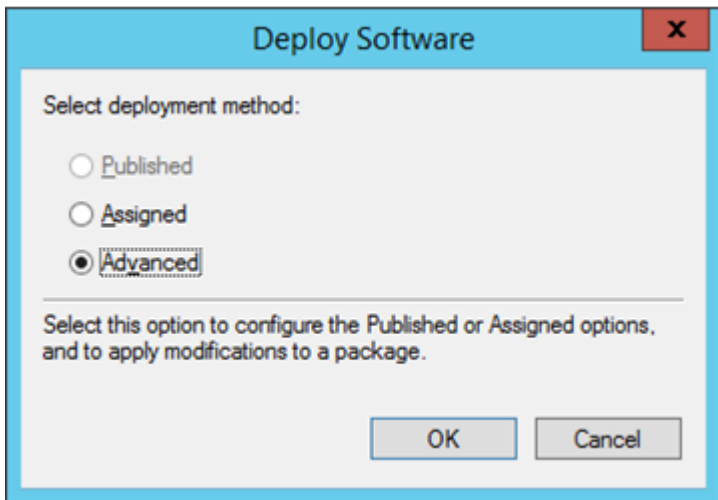 Deploy Software
x
Select deployment method:
Published
Assigned
Advanced
Select this option to configure the Published or Assigned options,
and to apply modifications to a package.
OK Cancel